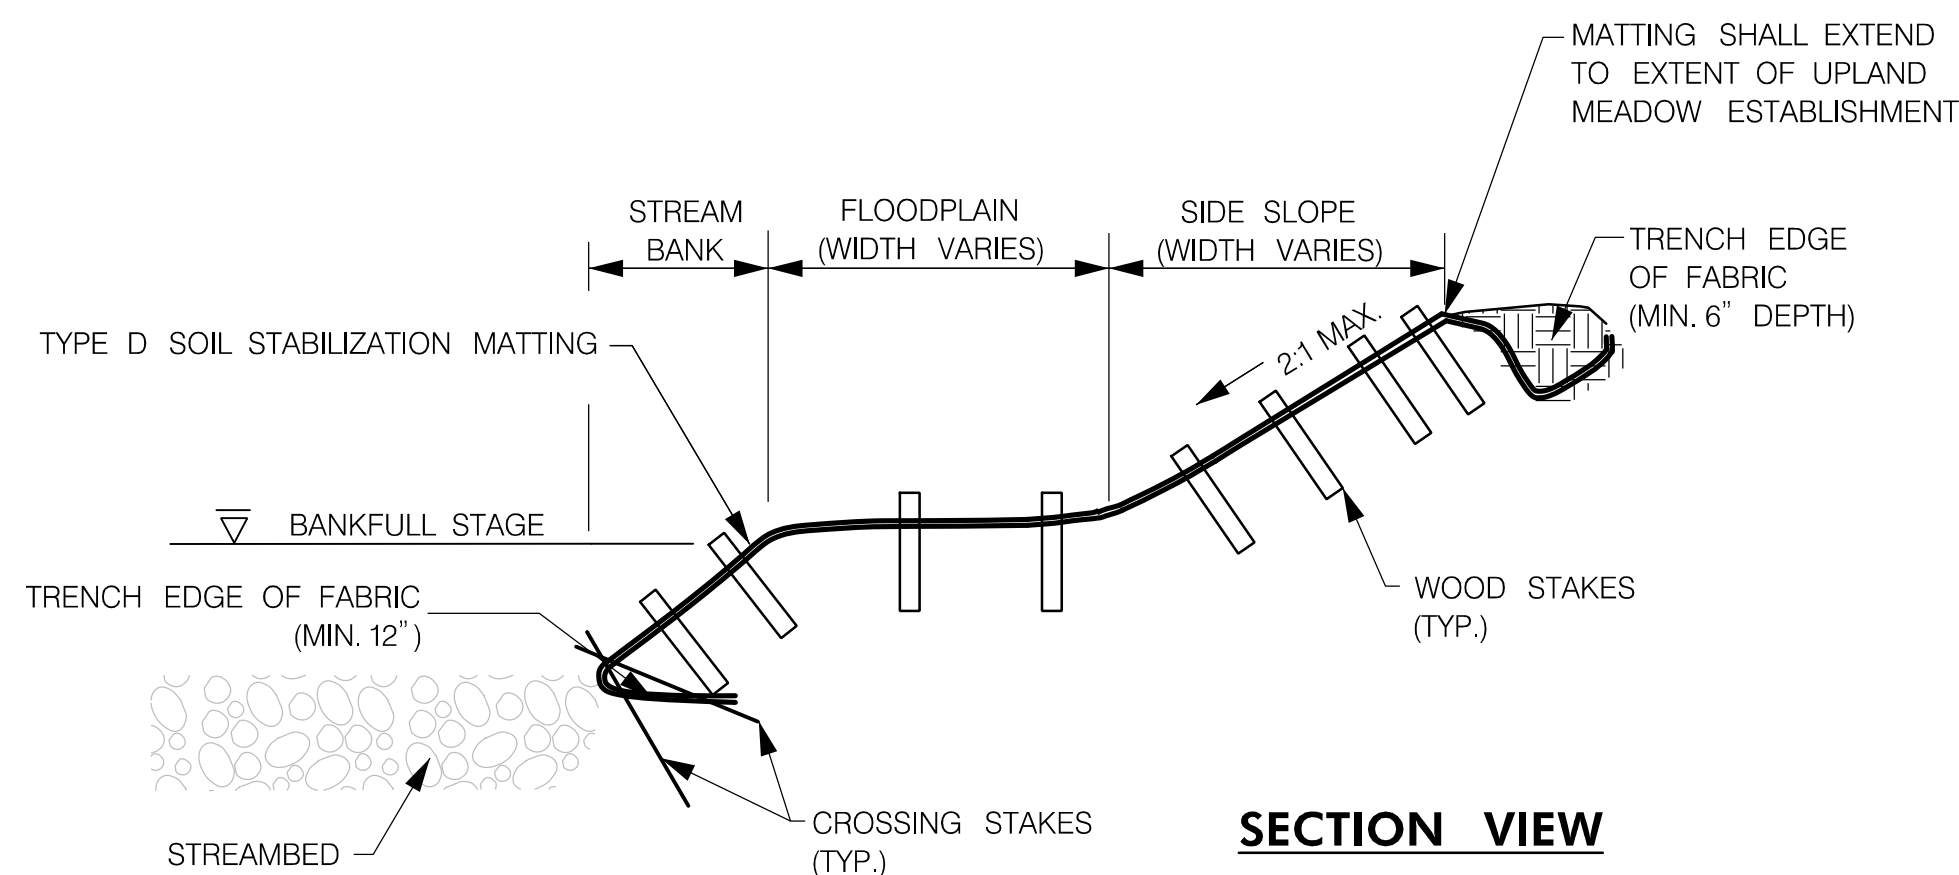 MATTING SHALL EXTEND
TO EXTENT OF UPLAND
MEADOW ESTABLISHMENT
STREAM
BANK
FLOODPLAIN
(WIDTH VARIES)
SIDE SLOPE
(WIDTH VARIES)
TRENCH EDGE
OF FABRIC
(MIN. 6" DEPTH)
TYPE D SOIL STABILIZATION MATTING
2:1 MAX.
BANKFULL STAGE
TRENCH EDGE OF FABRIC
(MIN. 12")
WOOD STAKES
(TYP.)
CROSSING STAKES
(TYP.)
STREAMBED
SECTION VIEW